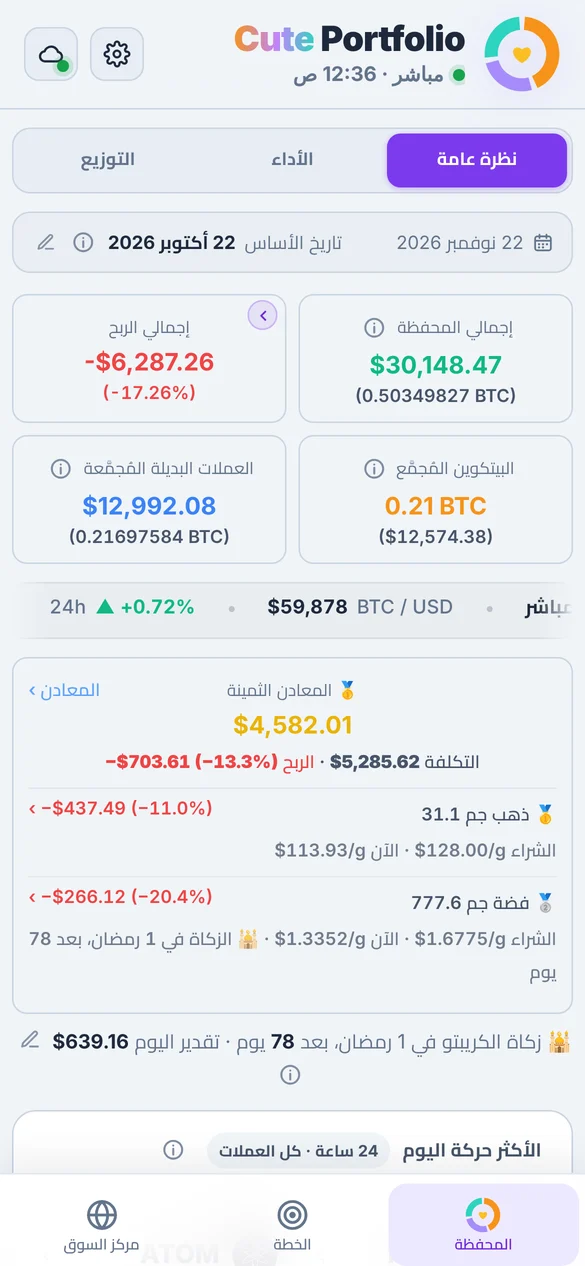 Cute Portfolio
مباشر · 12:36 ص
نظرة عامة
الأداء
التوزيع
22 نوفمبر 2026
تاريخ الأساس 22 أكتوبر 2026
إجمالي المحفظة
$30,148.47
(0.50349827 BTC)
إجمالي الربح
-$6,287.26
(-17.26%)
البيتكوين المُجمَّع
0.21 BTC
($12,574.38)
العملات البديلة المُجمَّعة
$12,992.08
(0.21697584 BTC)
مباشر • BTC / USD $59,878 • 24h ▲ +0.72%
🥇 المعادن الثمينة
المعادن ›
$4,582.01
التكلفة $5,285.62 · الربح −$703.61 (−13.3%)
🥇 ذهب جم 31.1
−$437.49 (−11.0%) ›
الشراء $128.00/g · الآن $113.93/g
🥈 فضة جم 777.6
−$266.12 (−20.4%) ›
الشراء $1.6775/g · الآن $1.3352/g · 🕌 الزكاة في 1 رمضان، بعد 78
يوم
🕌 زكاة الكريبتو في 1 رمضان، بعد 78 يوم · تقدير اليوم $639.16
الأكثر حركة اليوم
24 ساعة · كل العملات
ATOM
المحفظة
الخطة
مركز السوق